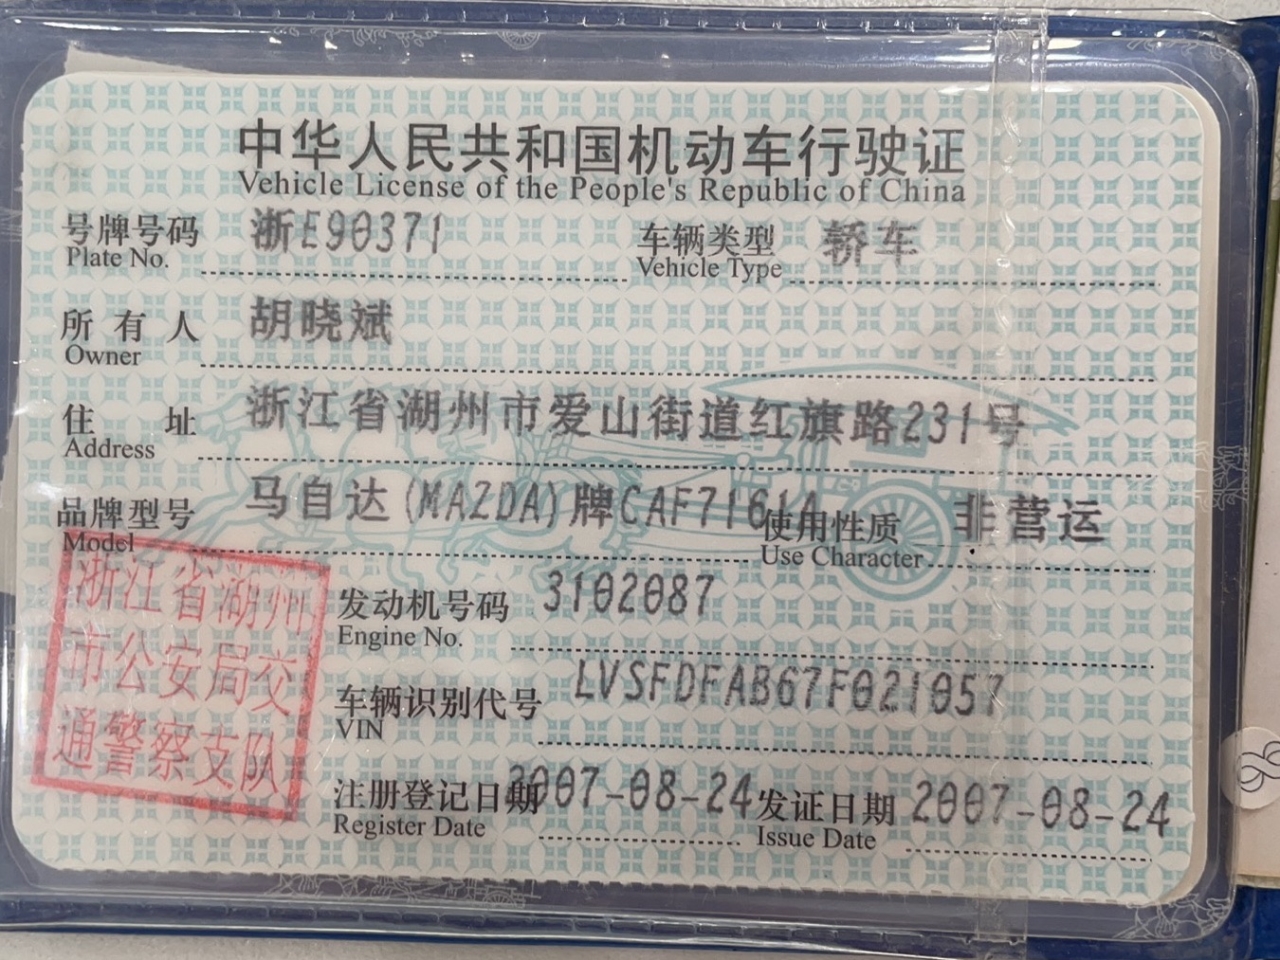 中华人民共和国机动车行驶证
Vehicle License of the People's Republic of China
号牌号码 浙E90371 车辆类型 轿车
Plate No. Vehicle Type
所有人 胡晓斌
Owner
住址 浙江省湖州市爱山街道红旗路231号
Address
品牌型号 马自达(MAZDA)牌CAF7161A 使用性质 非营运
Model Use Character
浙江省湖州
市公安局交
通警察支队
发动机号码 3102087
Engine No.
车辆识别代号 LVSFDFAB67F021057
VIN
注册登记日期 2007-08-24 发证日期 2007-08-24
Register Date Issue Date